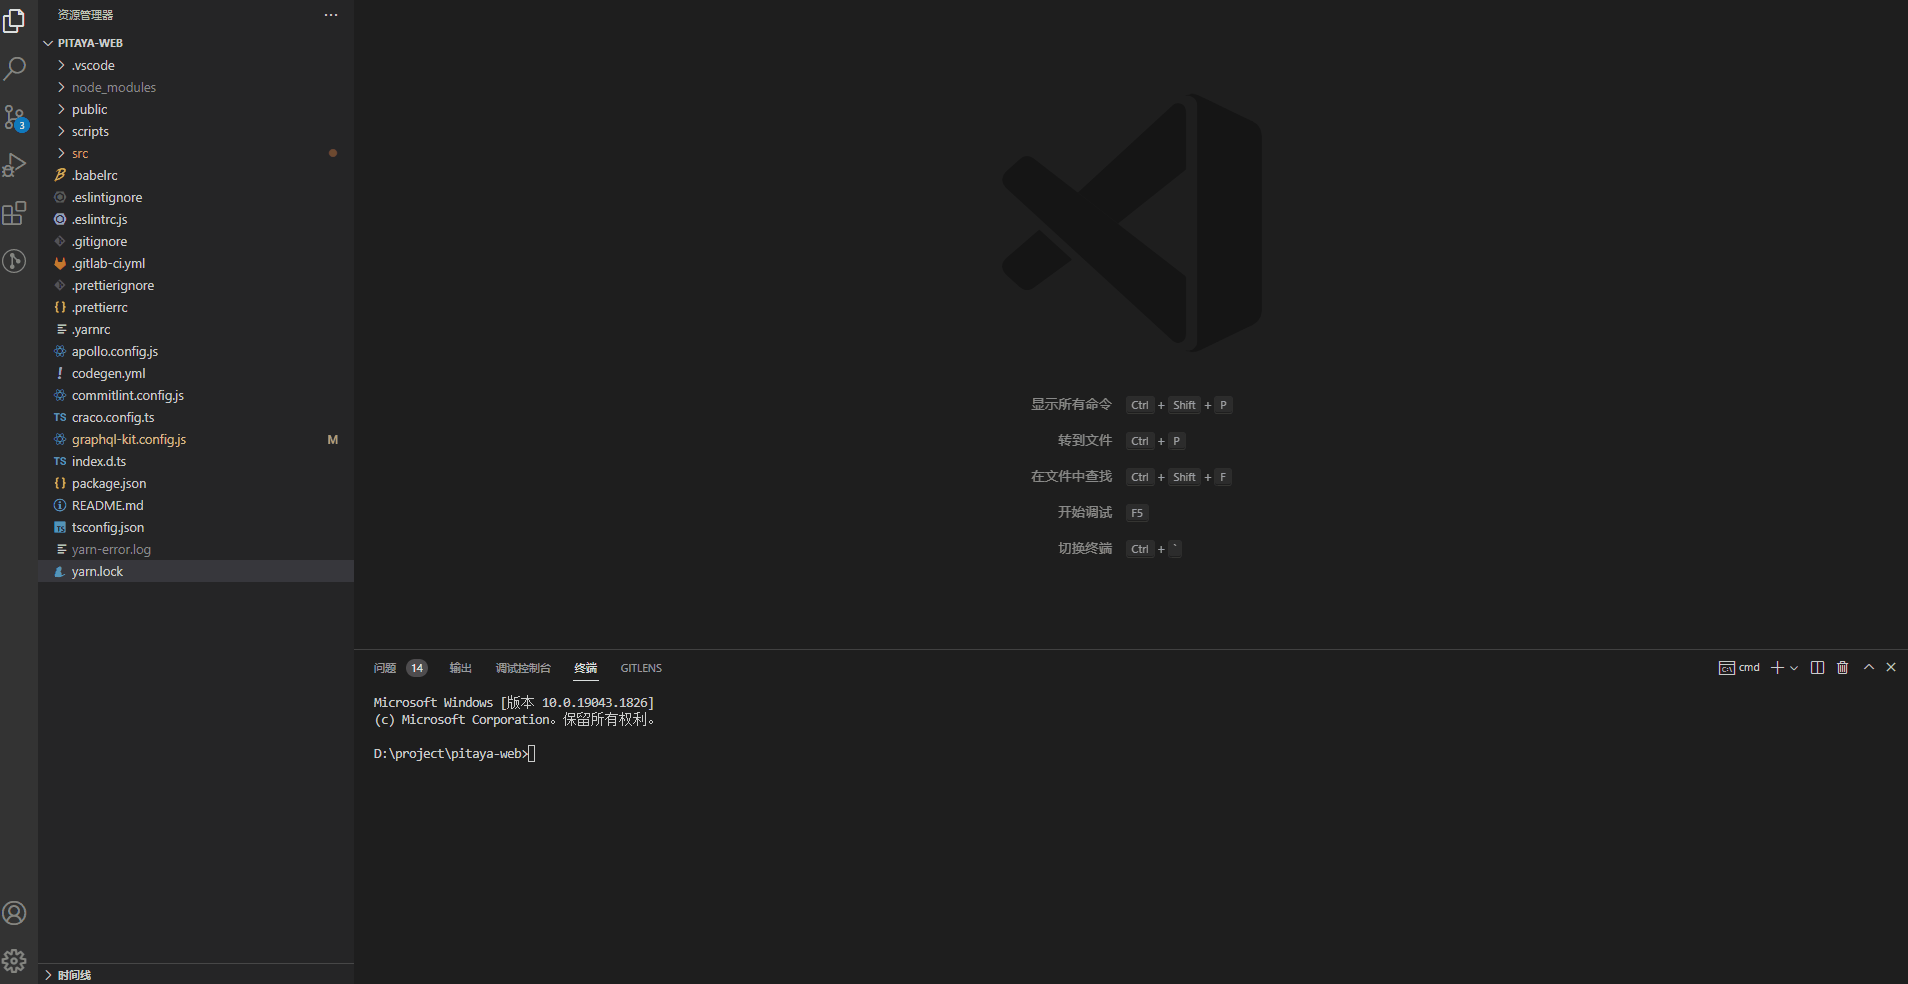 资源管理器
PITAYA-WEB
.vscode
node_modules
public
scripts
3
src
.babelrc
.eslintignore
.eslintrc.js
.gitignore
.gitlab-ci.yml
.prettierignore
{ } .prettierrc
.yarnrc
apollo.config.js
! codegen.yml
commitlint.config.js
TS craco.config.ts
graphql-kit.config.js M
TS index.d.ts
{ } package.json
README.md
TS tsconfig.json
yarn-error.log
yarn.lock
时间线
显示所有命令 Ctrl + Shift + P
转到文件 Ctrl + P
在文件中查找 Ctrl + Shift + F
开始调试 F5
切换终端 Ctrl + `
问题 14 输出 调试控制台 终端 GITLENS cmd
Microsoft Windows [版本 10.0.19043.1826]
(c) Microsoft Corporation。保留所有权利。
D:\project\pitaya-web>